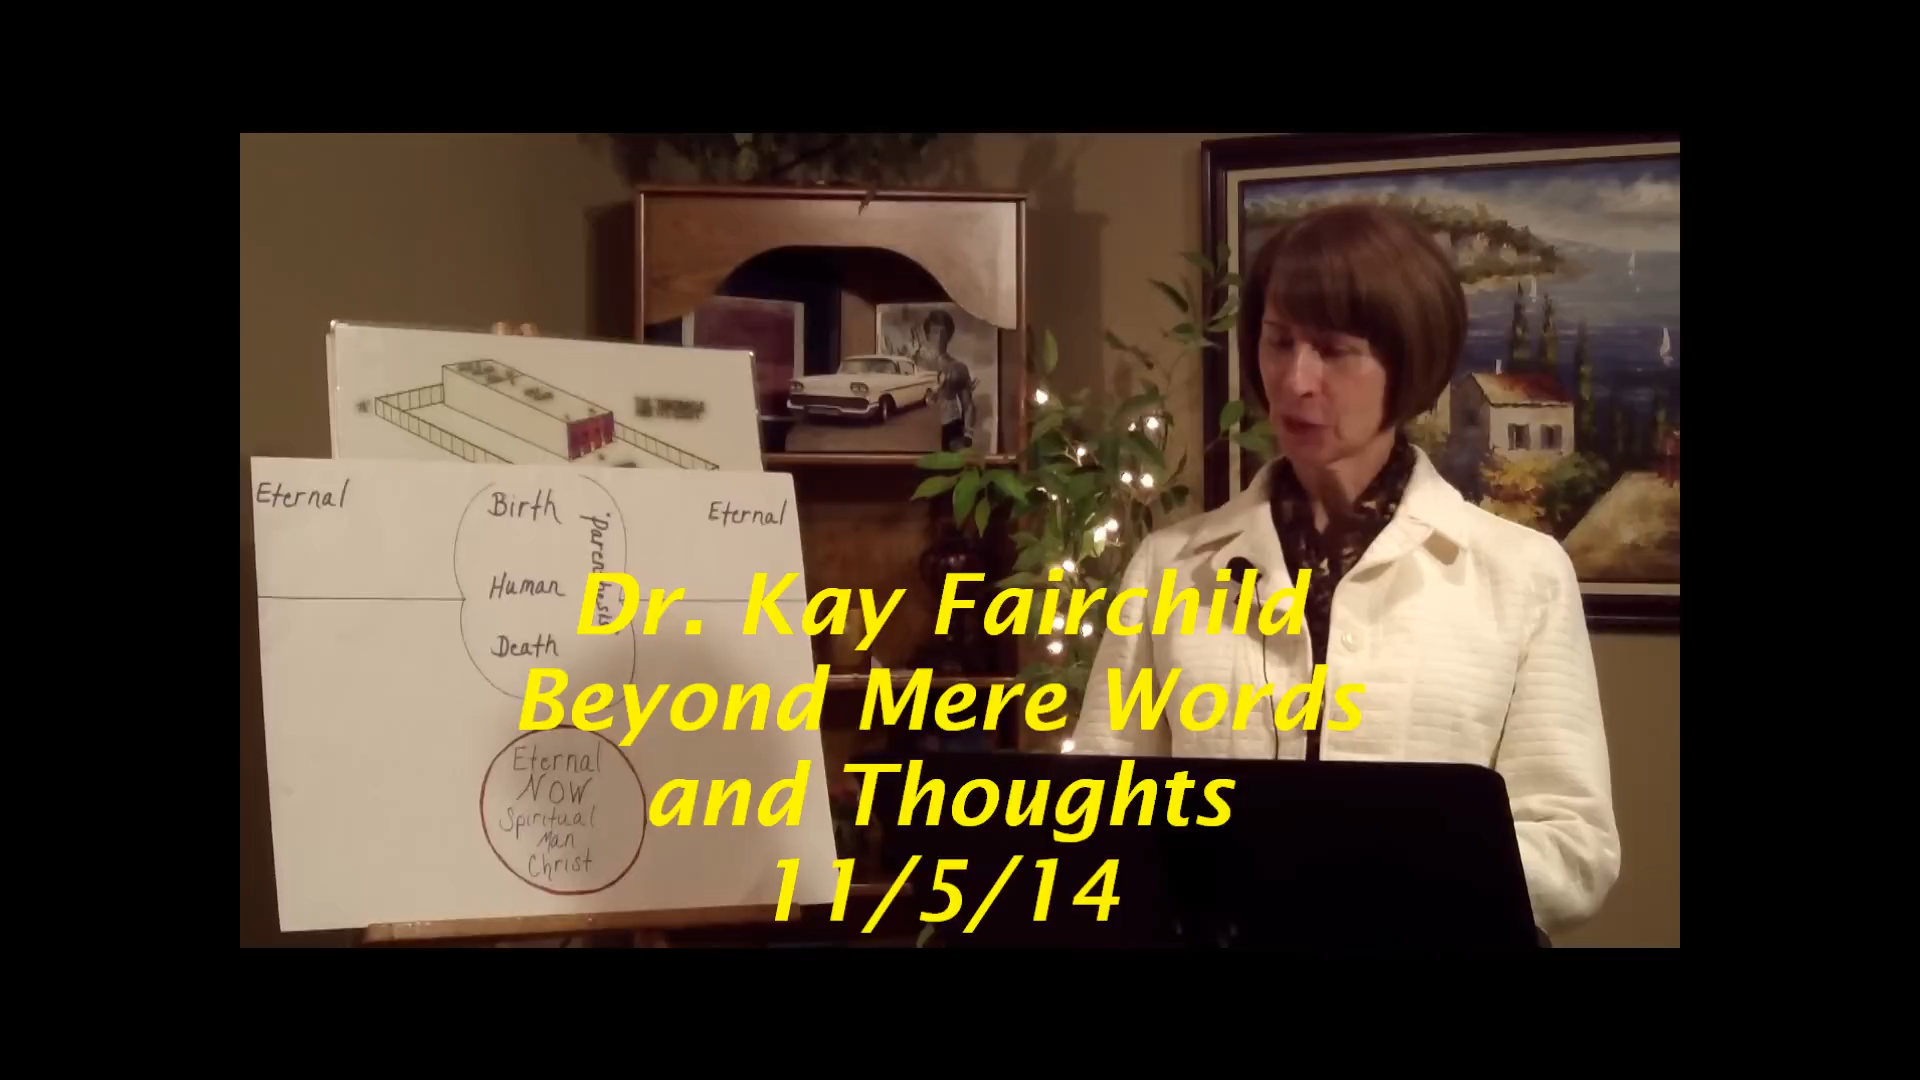 Eternal
Birth
Parenthesis
Eternal
Human
Death
Eternal
NOW
Spiritual
Man
Christ
Dr. Kay Fairchild
Beyond Mere Words
and Thoughts
11/5/14